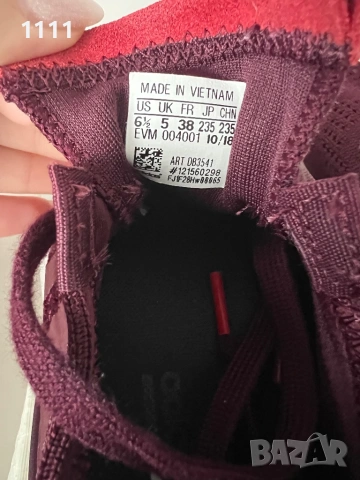 1111
MADE IN VIETNAM
US UK FR JP CHN
6½ 5 38 235 235
EVM 004001 10/18
ART DB3541
#121560298
BAZAR
bg